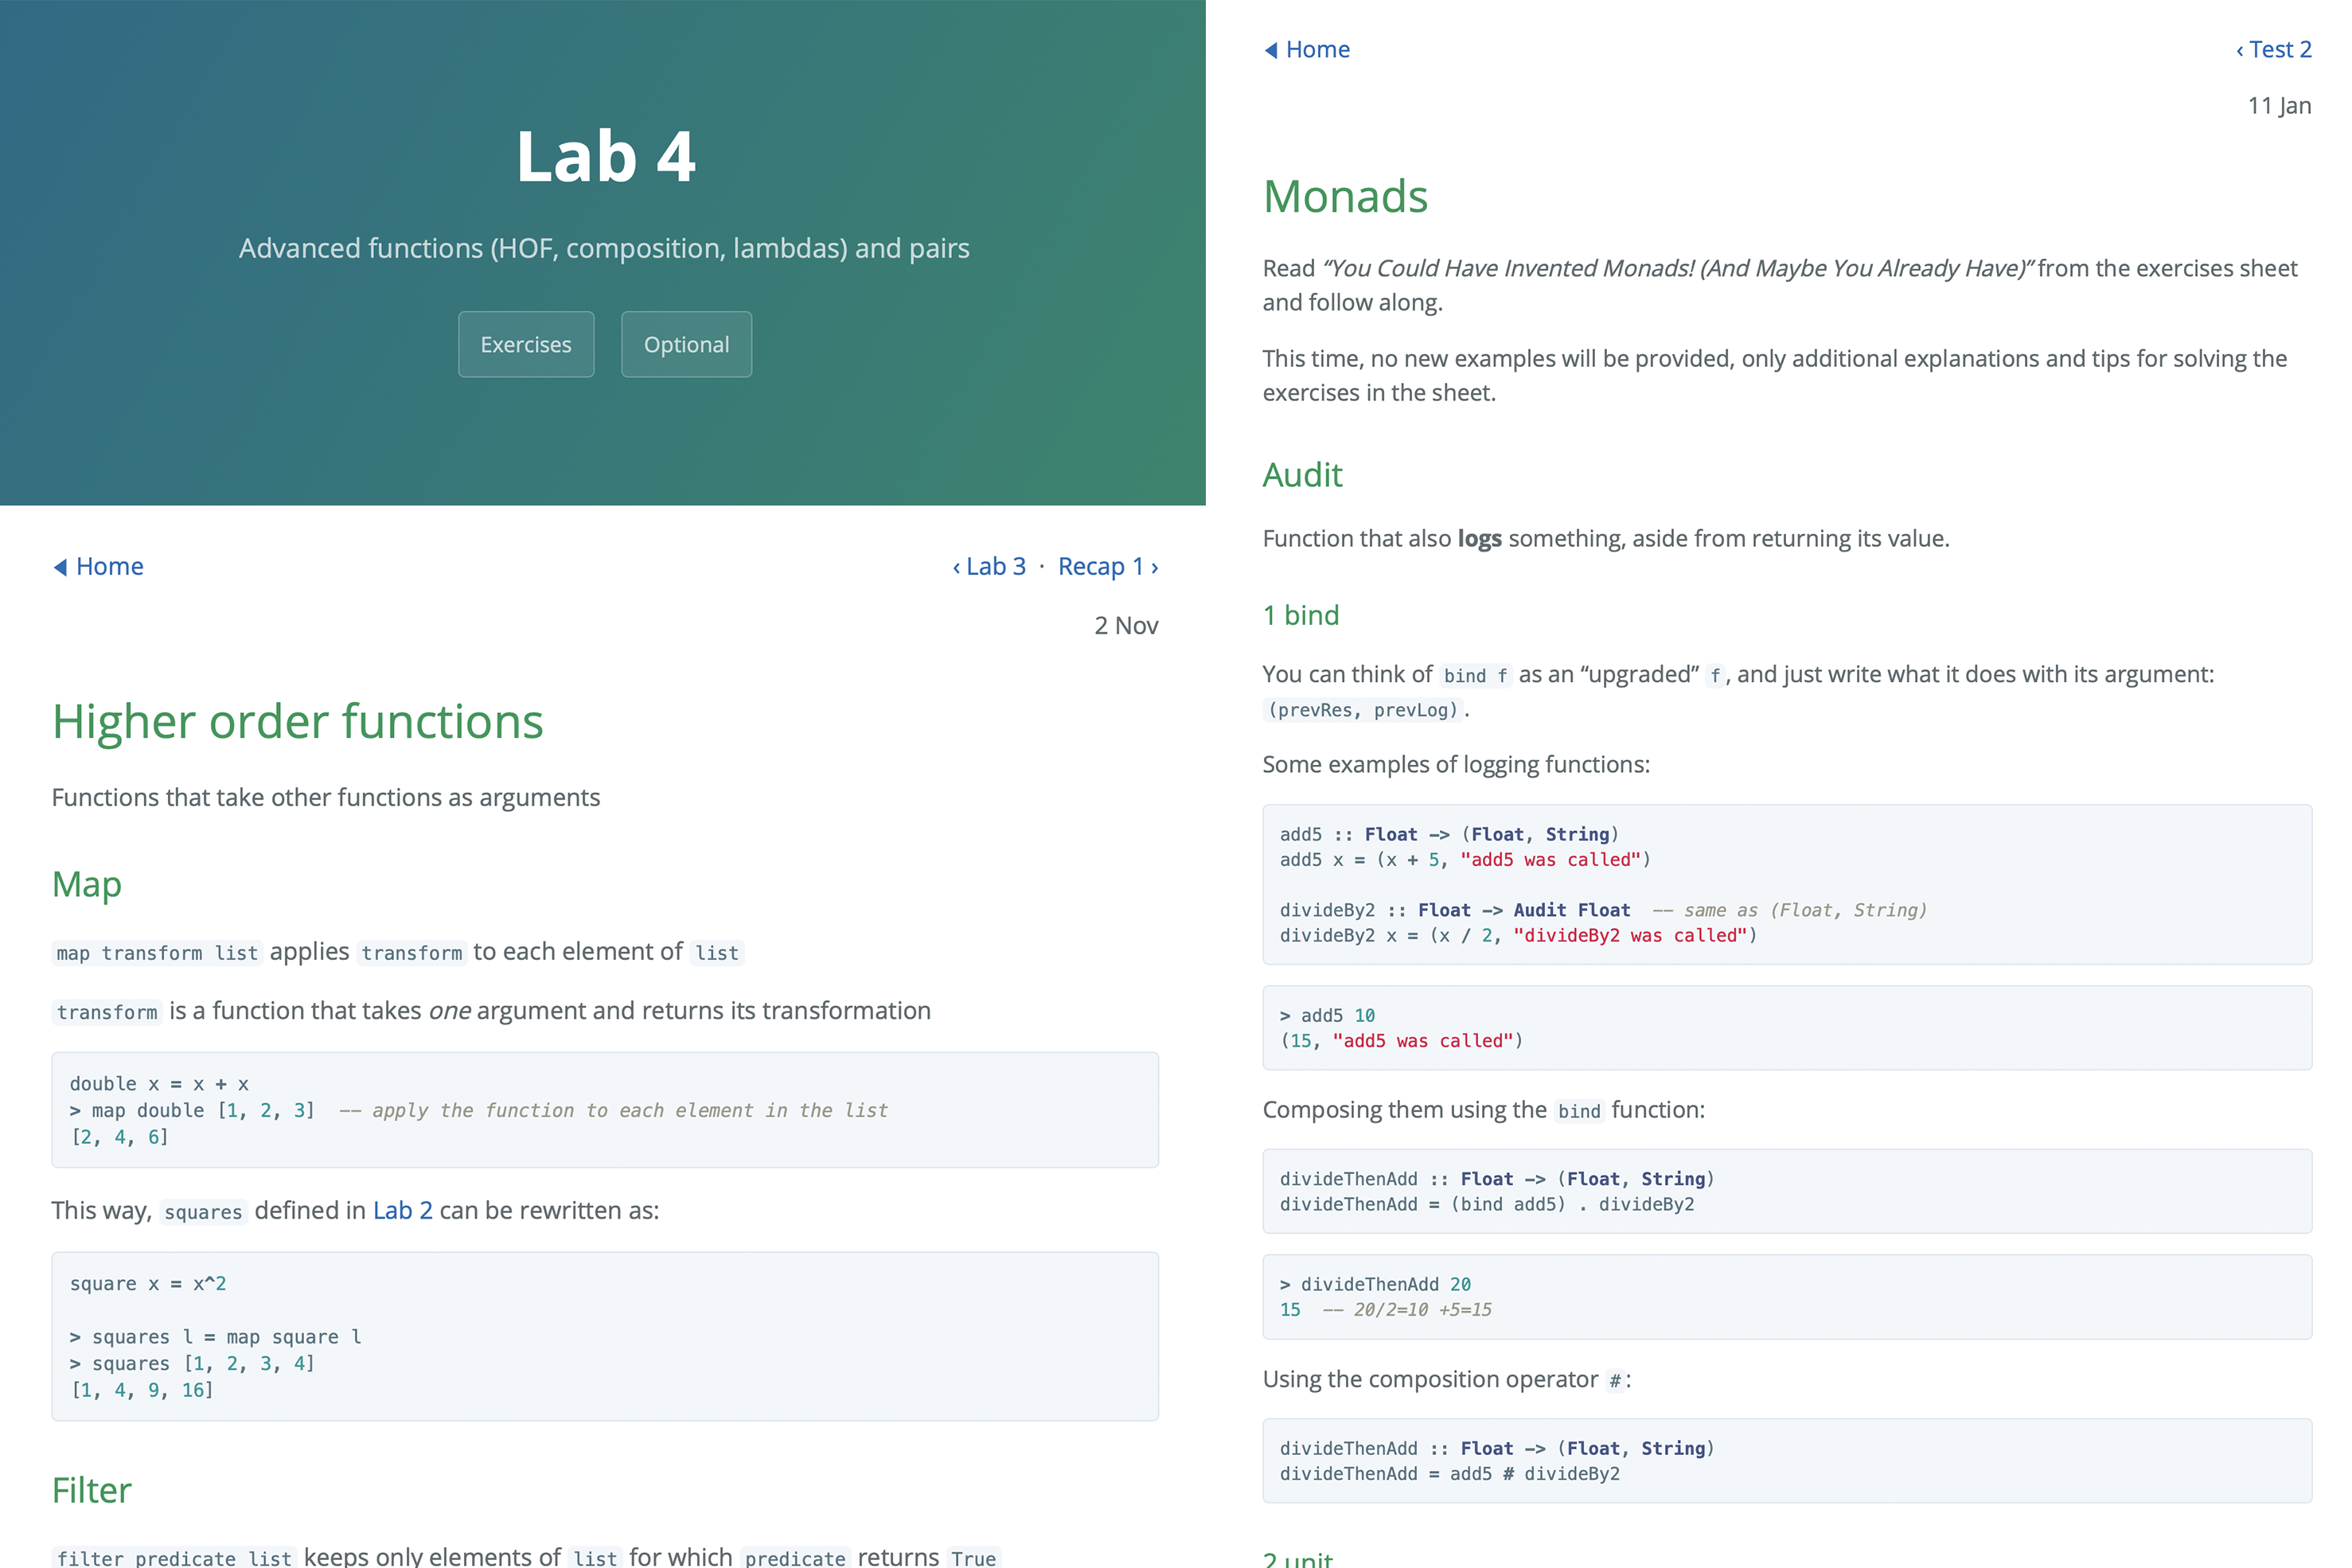 Lab 4
Advanced functions (HOF, composition, lambdas) and pairs
Exercises
Optional
◀ Home
‹ Lab 3 · Recap 1 ›
2 Nov
Higher order functions
Functions that take other functions as arguments
Map
map transform list applies transform to each element of list
transform is a function that takes one argument and returns its transformation
double x = x + x
> map double [1, 2, 3]  -- apply the function to each element in the list
[2, 4, 6]
This way, squares defined in Lab 2 can be rewritten as:
square x = x^2
> squares l = map square l
> squares [1, 2, 3, 4]
[1, 4, 9, 16]
Filter
filter predicate list keeps only elements of list for which predicate returns True
◀ Home
‹ Test 2
11 Jan
Monads
Read “You Could Have Invented Monads! (And Maybe You Already Have)” from the exercises sheet
and follow along.
This time, no new examples will be provided, only additional explanations and tips for solving the
exercises in the sheet.
Audit
Function that also logs something, aside from returning its value.
1 bind
You can think of bind f as an “upgraded” f, and just write what it does with its argument:
(prevRes, prevLog).
Some examples of logging functions:
add5 :: Float -> (Float, String)
add5 x = (x + 5, "add5 was called")
divideBy2 :: Float -> Audit Float  -- same as (Float, String)
divideBy2 x = (x / 2, "divideBy2 was called")
> add5 10
(15, "add5 was called")
Composing them using the bind function:
divideThenAdd :: Float -> (Float, String)
divideThenAdd = (bind add5) . divideBy2
> divideThenAdd 20
15  -- 20/2=10 +5=15
Using the composition operator #:
divideThenAdd :: Float -> (Float, String)
divideThenAdd = add5 # divideBy2
2 unit